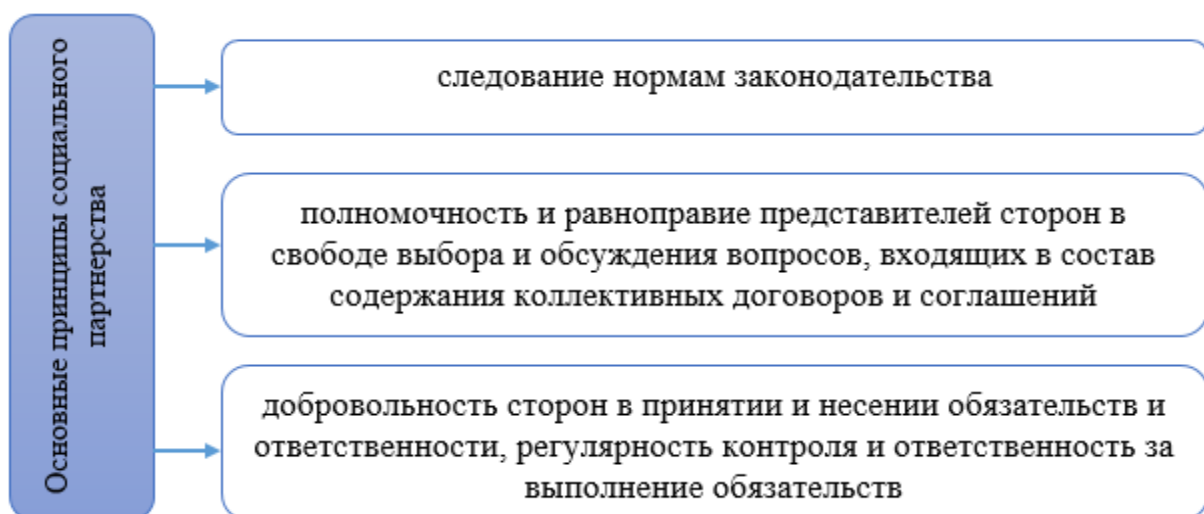 Основные принципы социального
партнерства
следование нормам законодательства
полномочность и равноправие представителей сторон в
свободе выбора и обсуждения вопросов, входящих в состав
содержания коллективных договоров и соглашений
добровольность сторон в принятии и несении обязательств и
ответственности, регулярность контроля и ответственность за
выполнение обязательств